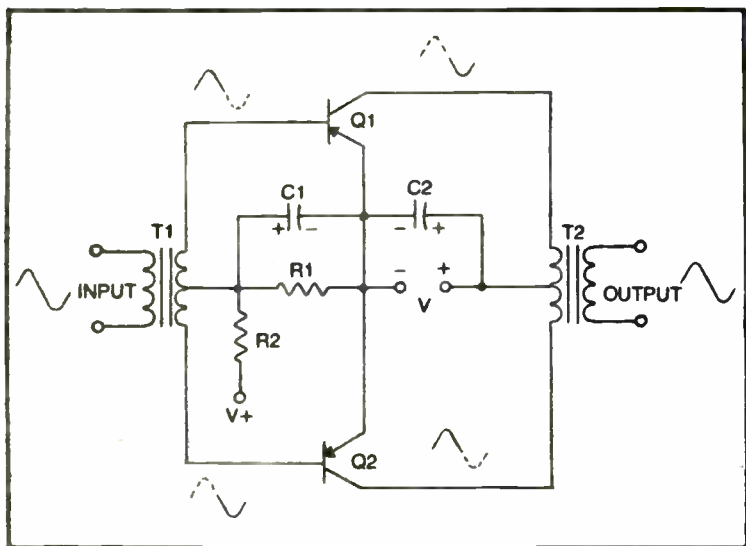 Q1
C1
C2
+ −
− +
T1
T2
R1
− +
INPUT
V
OUTPUT
R2
V+
Q2